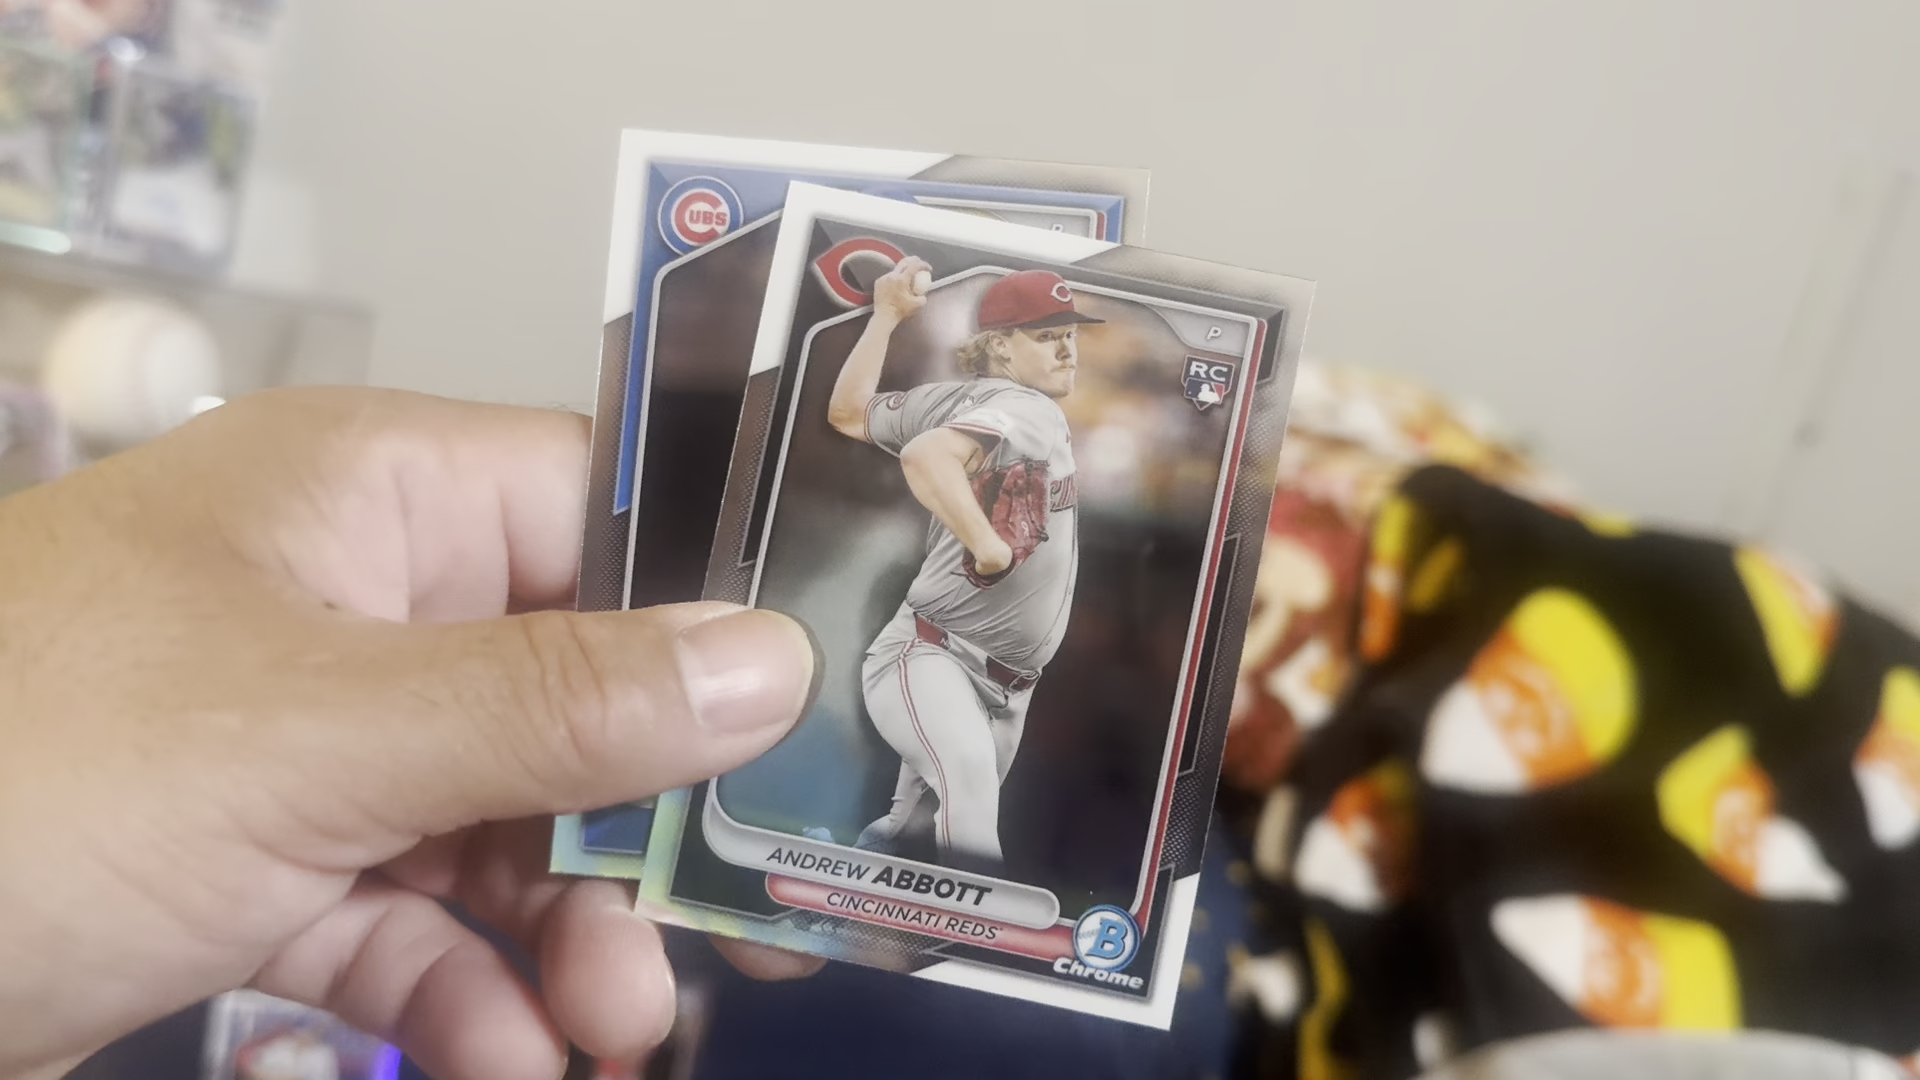 CUBS
P
P
RC
ANDREW ABBOTT
CINCINNATI REDS
B
Chrome